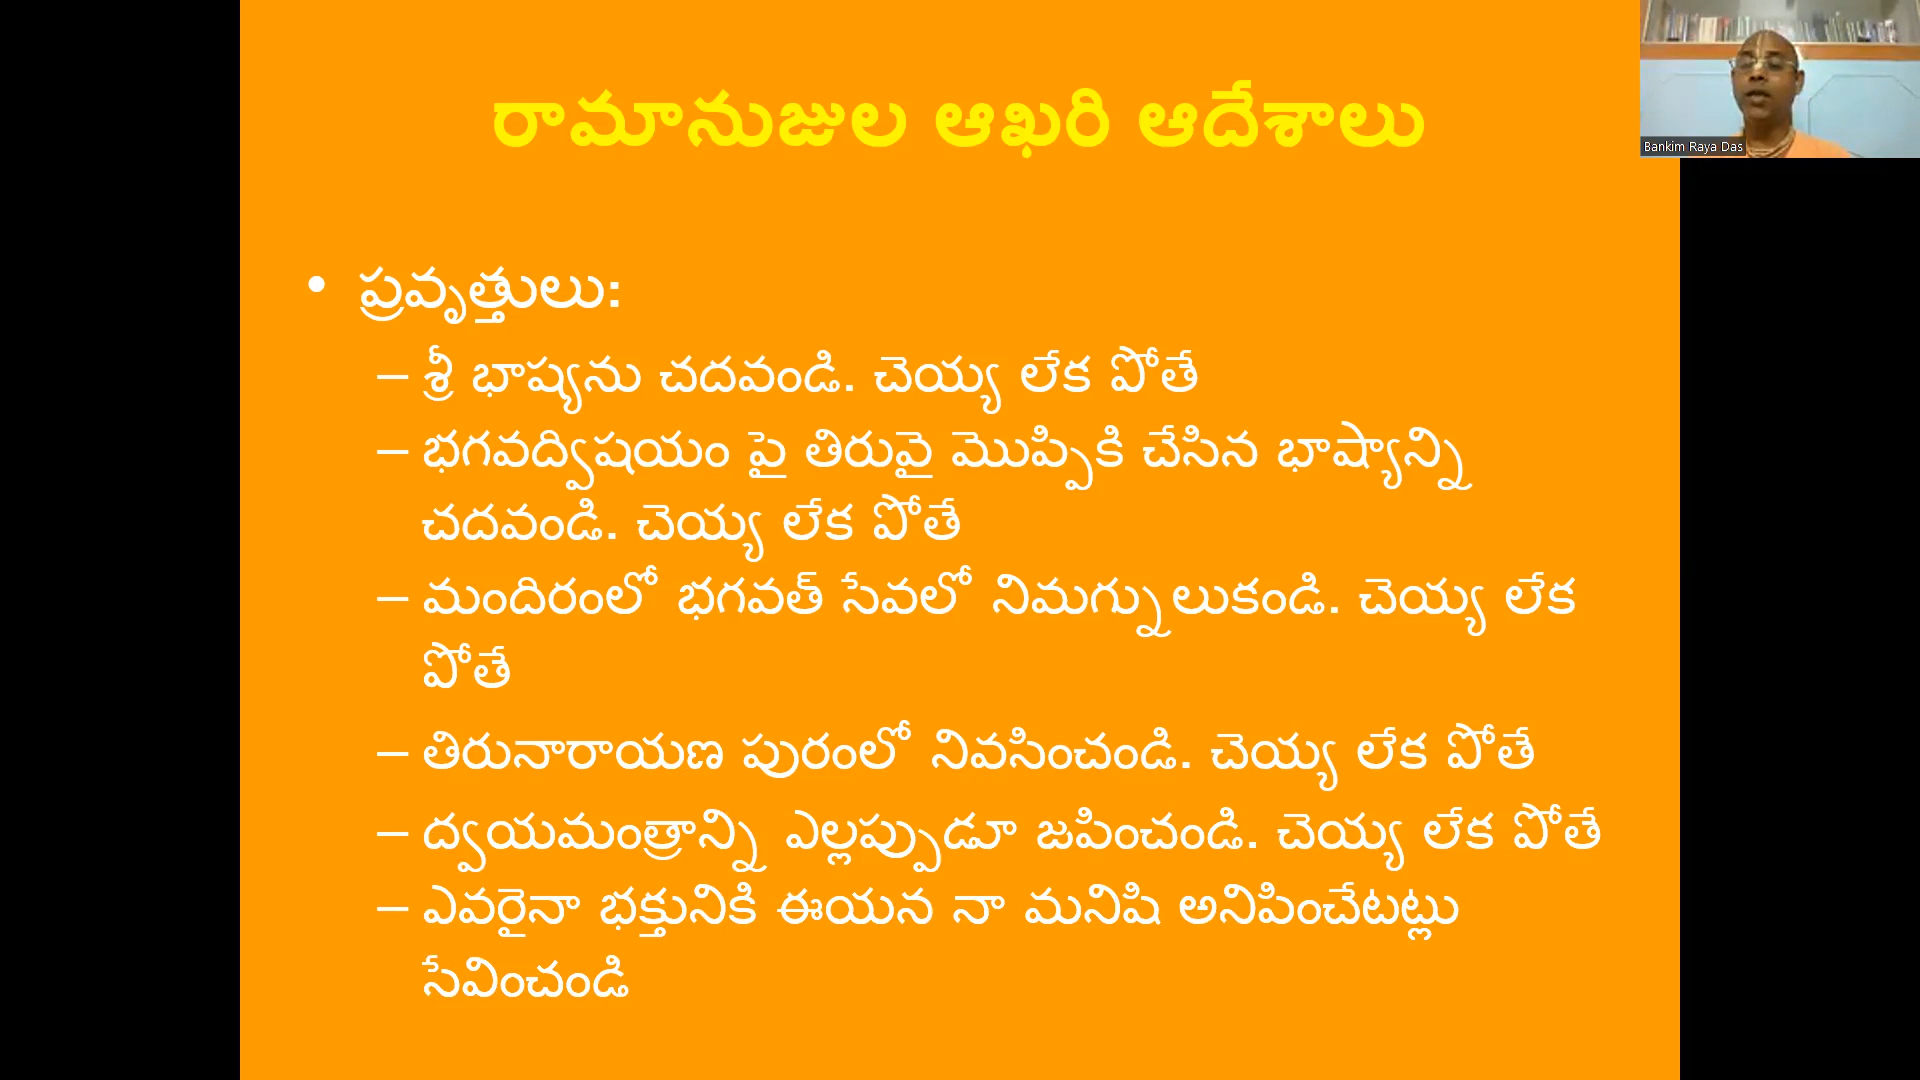 రామానుజుల ఆఖరి ఆదేశాలు
Bankim Raya Das
• ప్రవృత్తులు:
– శ్రీ భాష్యను చదవండి. చెయ్య లేక పోతే
– భగవద్విషయం పై తిరువై మొప్పికి చేసిన భాష్యాన్ని
చదవండి. చెయ్య లేక పోతే
– మందిరంలో భగవత్ సేవలో నిమగ్నులుకండి. చెయ్య లేక
పోతే
– తిరునారాయణ పురంలో నివసించండి. చెయ్య లేక పోతే
– ద్వయమంత్రాన్ని ఎల్లప్పుడూ జపించండి. చెయ్య లేక పోతే
– ఎవరైనా భక్తునికి ఈయన నా మనిషి అనిపించేటట్లు
సేవించండి